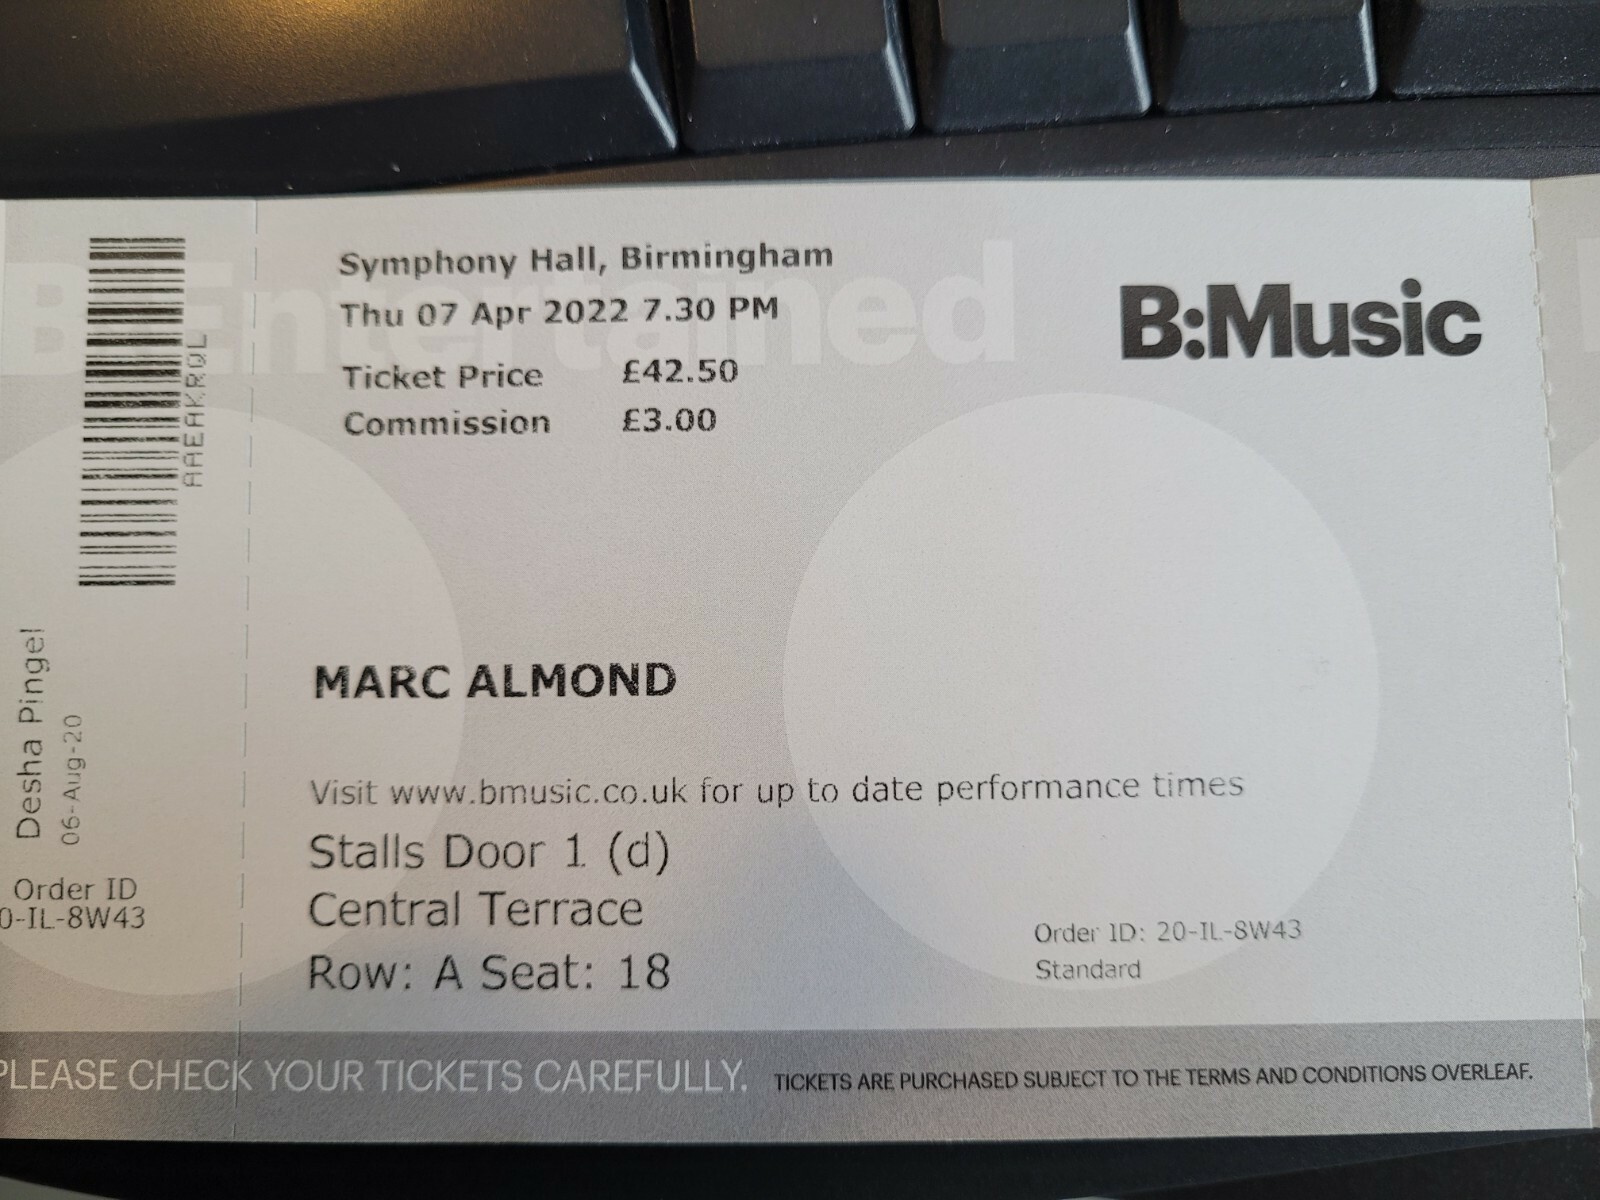 B Entertained
AAEAKRQL
Desha Pingel
06-Aug-20
Order ID
0-IL-8W43
Symphony Hall, Birmingham
Thu 07 Apr 2022 7.30 PM
Ticket Price £42.50
Commission £3.00
B:Music
MARC ALMOND
Visit www.bmusic.co.uk for up to date performance times
Stalls Door 1 (d)
Central Terrace
Row: A Seat: 18
Order ID: 20-IL-8W43
Standard
PLEASE CHECK YOUR TICKETS CAREFULLY. TICKETS ARE PURCHASED SUBJECT TO THE TERMS AND CONDITIONS OVERLEAF.